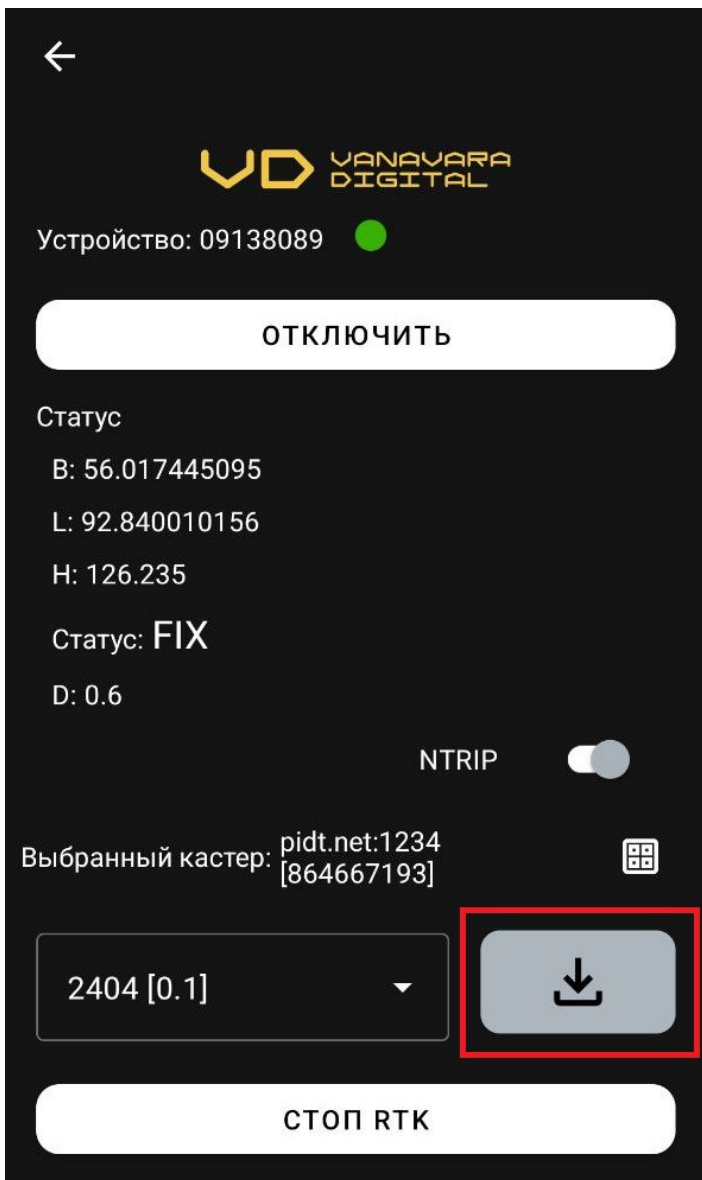 VD VANAVARA
DIGITAL
Устройство: 09138089
ОТКЛЮЧИТЬ
Статус
B: 56.017445095
L: 92.840010156
H: 126.235
Статус: FIX
D: 0.6
NTRIP
Выбранный кастер: pidt.net:1234
[864667193]
2404 [0.1]
СТОП RTK